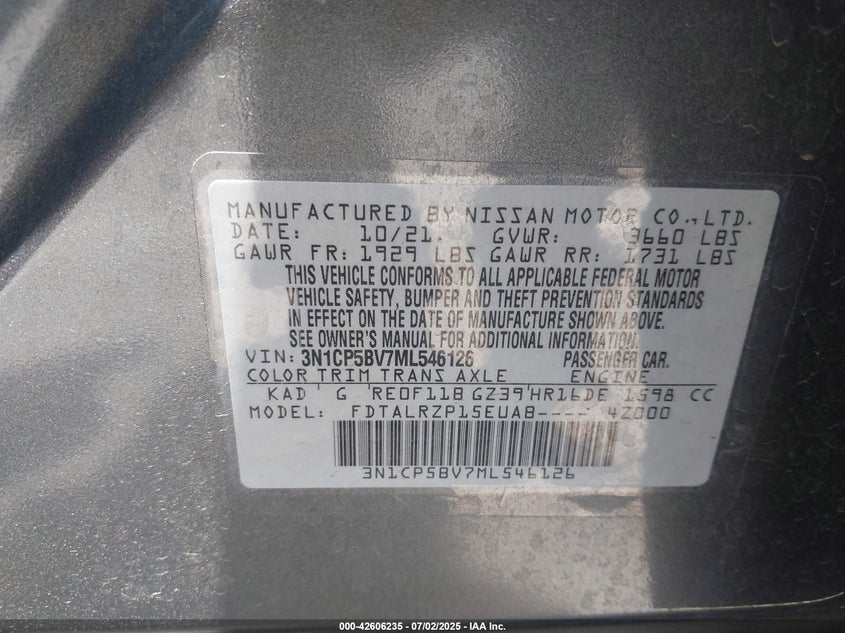 MANUFACTURED BY NISSAN MOTOR CO.,LTD.
DATE: 10/21. GVWR: 3660 LBS
GAWR FR: 1929 LBS GAWR RR: 1731 LBS
THIS VEHICLE CONFORMS TO ALL APPLICABLE FEDERAL MOTOR
VEHICLE SAFETY, BUMPER AND THEFT PREVENTION STANDARDS
IN EFFECT ON THE DATE OF MANUFACTURE SHOWN ABOVE.
SEE OWNER'S MANUAL FOR ADDITIONAL INFORMATION.
VIN: 3N1CP5BV7ML546126 PASSENGER CAR.
COLOR TRIM TRANS AXLE ENGINE
KAD G RE0F11B GZ39 HR16DE 1598 CC
MODEL: FDTALRZP15EUAB---- 4Z000
3N1CP5BV7ML546126
000-42606235 - 07/02/2025 - IAA Inc.